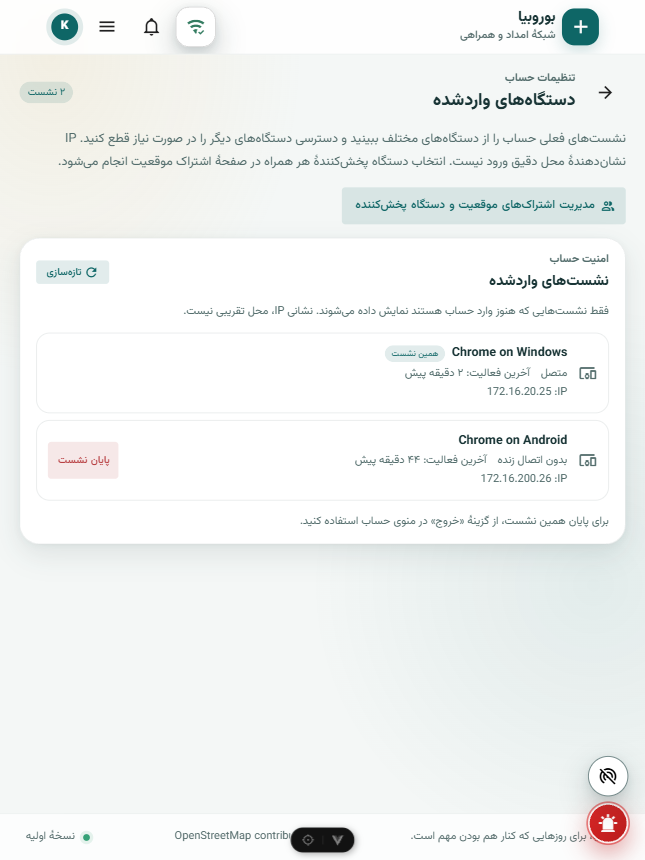 بوروبیا
شبکهٔ امداد و همراهی
K
تنظیمات حساب
دستگاه‌های واردشده
۲ نشست
نشست‌های فعلی حساب را از دستگاه‌های مختلف ببینید و دسترسی دستگاه‌های دیگر را در صورت نیاز قطع کنید. IP
نشان‌دهندهٔ محل دقیق ورود نیست. انتخاب دستگاه پخش‌کنندهٔ هر همراه در صفحهٔ اشتراک موقعیت انجام می‌شود.
مدیریت اشتراک‌های موقعیت و دستگاه پخش‌کننده
امنیت حساب
نشست‌های واردشده
تازه‌سازی
فقط نشست‌هایی که هنوز وارد حساب هستند نمایش داده می‌شوند. نشانی IP، محل تقریبی نیست.
Chrome on Windows همین نشست
متصل آخرین فعالیت: ۲ دقیقه پیش
IP: 172.16.20.25
Chrome on Android
بدون اتصال زنده آخرین فعالیت: ۴۴ دقیقه پیش
IP: 172.16.200.26
پایان نشست
برای پایان همین نشست، از گزینهٔ «خروج» در منوی حساب استفاده کنید.
برای روزهایی که کنار هم بودن مهم است.
OpenStreetMap
نسخهٔ اولیه